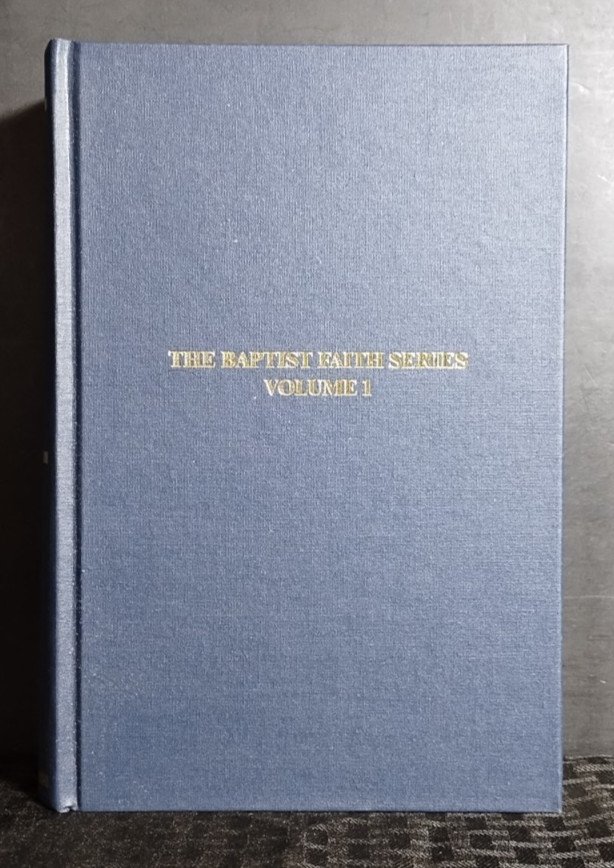 THE BAPTIST FAITH SERIES
VOLUME 1